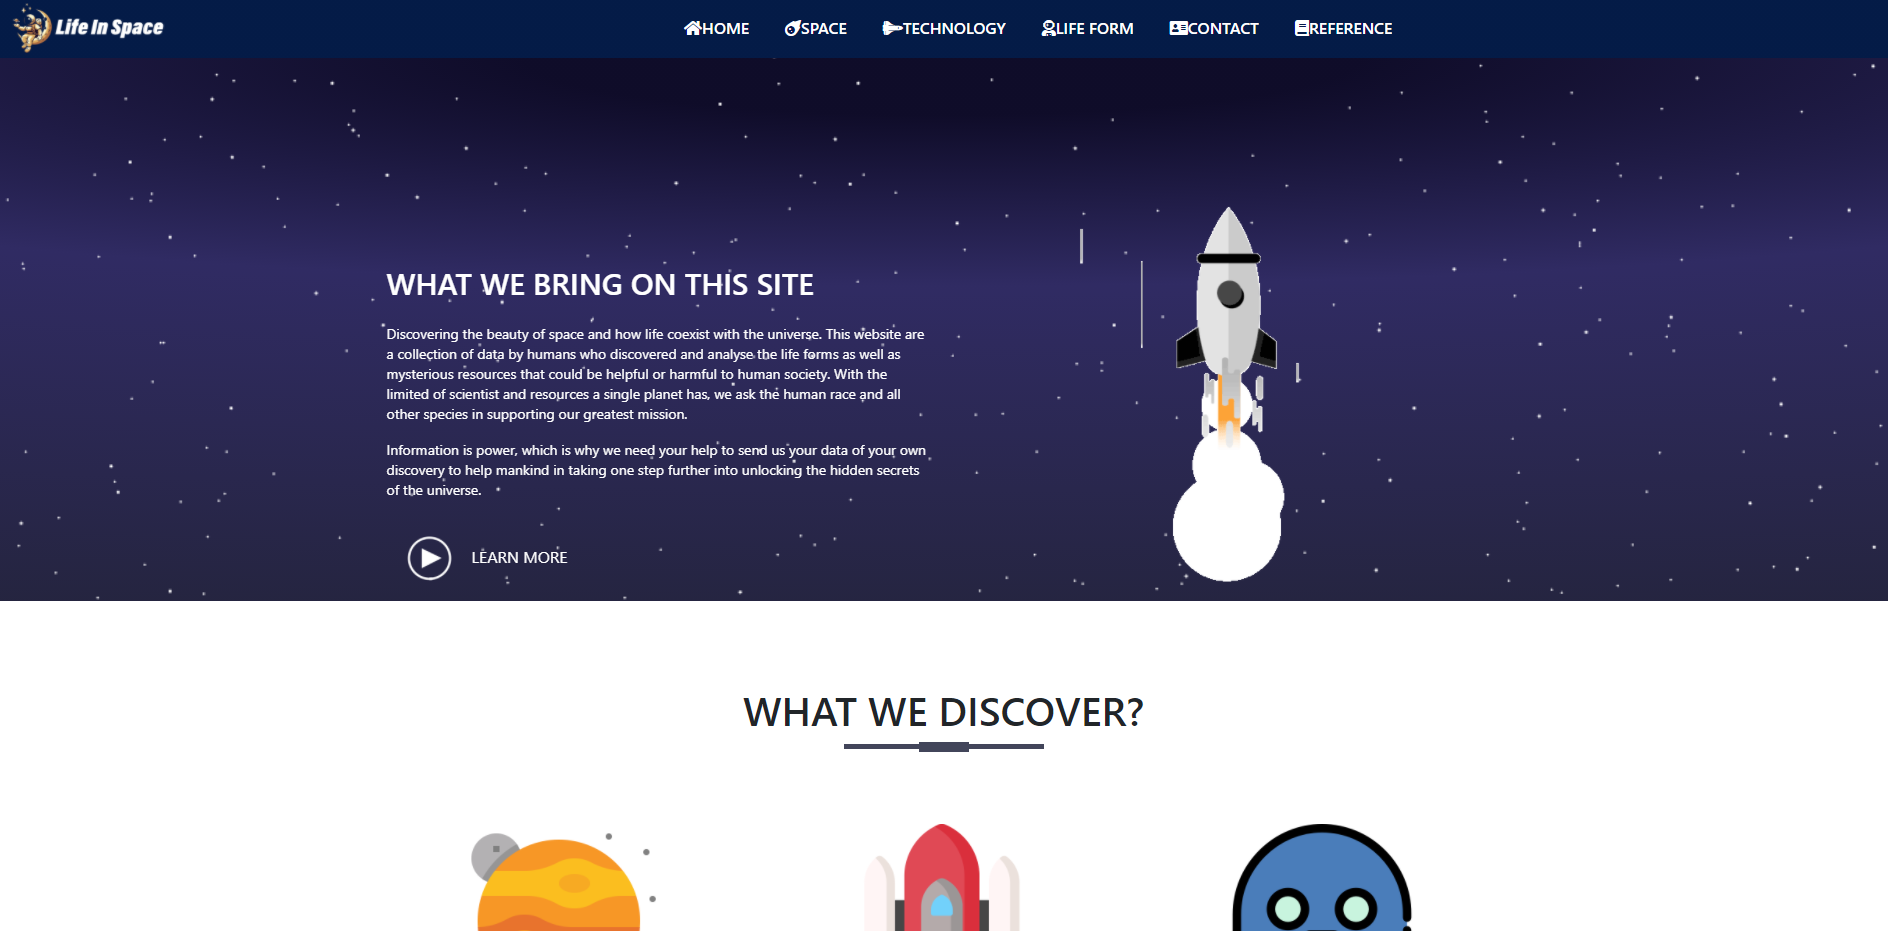 Life In Space
HOME SPACE TECHNOLOGY LIFE FORM CONTACT REFERENCE
WHAT WE BRING ON THIS SITE
Discovering the beauty of space and how life coexist with the universe. This website are
a collection of data by humans who discovered and analyse the life forms as well as
mysterious resources that could be helpful or harmful to human society. With the
limited of scientist and resources a single planet has, we ask the human race and all
other species in supporting our greatest mission.
Information is power, which is why we need your help to send us your data of your own
discovery to help mankind in taking one step further into unlocking the hidden secrets
of the universe.
LEARN MORE
WHAT WE DISCOVER?